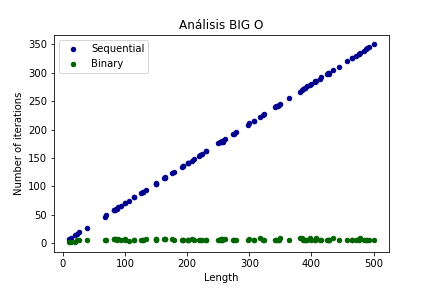 Análisis BIG O
Sequential
Binary
350
300
250
200
150
100
50
0
Number of iterations
0 100 200 300 400 500
Length